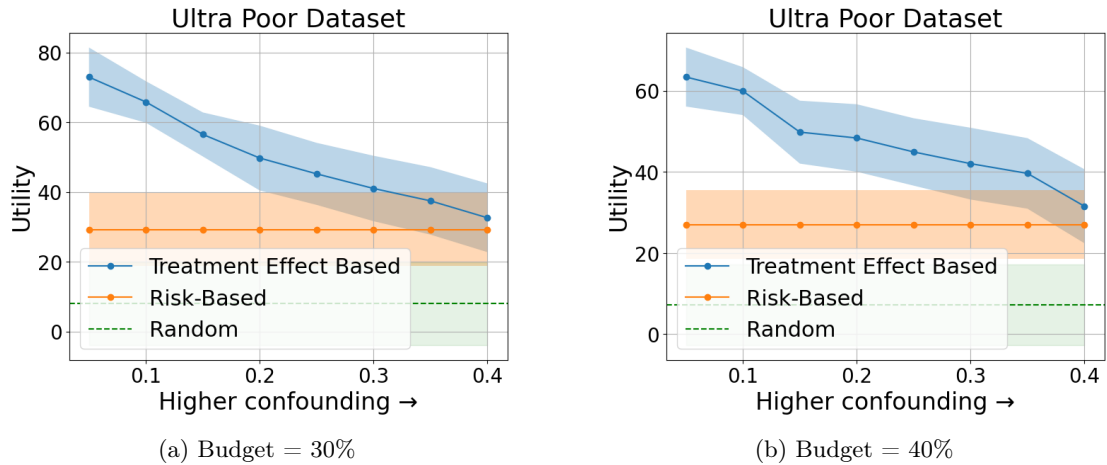 Ultra Poor Dataset
80
60
40
20
0
Utility
Treatment Effect Based
Risk-Based
Random
0.1 0.2 0.3 0.4
Higher confounding →
(a) Budget = 30%
Ultra Poor Dataset
60
40
20
0
Utility
Treatment Effect Based
Risk-Based
Random
0.1 0.2 0.3 0.4
Higher confounding →
(b) Budget = 40%